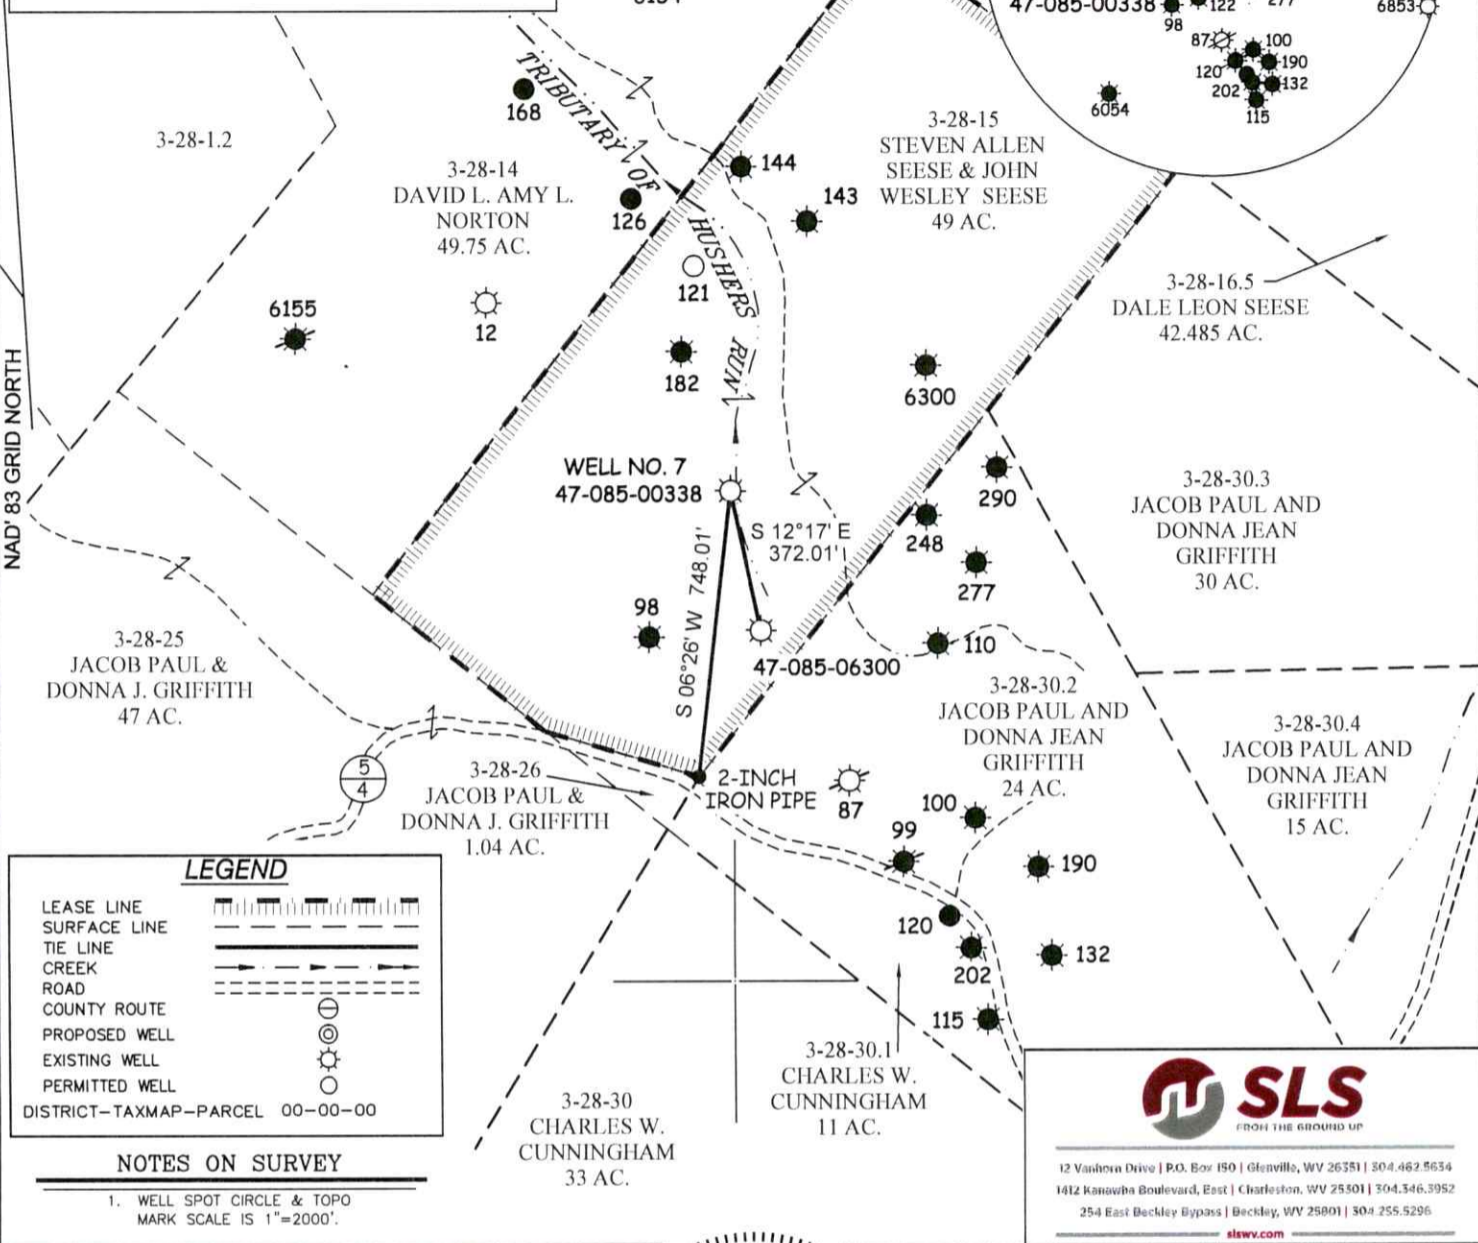 47-085-00338
98
122
277
6853
87
100
120
190
202
132
115
6054
3-28-1.2
168
TRIBUTARY OF
3-28-14
DAVID L. AMY L.
NORTON
49.75 AC.
126
144
143
3-28-15
STEVEN ALLEN
SEESE & JOHN
WESLEY SEESE
49 AC.
HUSHERS RUN
121
6155
12
182
3-28-16.5
DALE LEON SEESE
42.485 AC.
6300
NAD'83 GRID NORTH
WELL NO. 7
47-085-00338
290
3-28-30.3
JACOB PAUL AND
DONNA JEAN
GRIFFITH
30 AC.
S 12°17' E
372.01'
248
277
S 06°26' W 748.01'
98
110
47-085-06300
3-28-25
JACOB PAUL &
DONNA J. GRIFFITH
47 AC.
3-28-30.2
JACOB PAUL AND
DONNA JEAN
GRIFFITH
24 AC.
3-28-30.4
JACOB PAUL AND
DONNA JEAN
GRIFFITH
15 AC.
5
4
3-28-26
JACOB PAUL &
DONNA J. GRIFFITH
1.04 AC.
2-INCH
IRON PIPE
87
100
99
190
120
202
132
115
3-28-30.1
CHARLES W.
CUNNINGHAM
11 AC.
3-28-30
CHARLES W.
CUNNINGHAM
33 AC.
LEGEND
LEASE LINE
SURFACE LINE
TIE LINE
CREEK
ROAD
COUNTY ROUTE
PROPOSED WELL
EXISTING WELL
PERMITTED WELL
DISTRICT-TAXMAP-PARCEL 00-00-00
NOTES ON SURVEY
1. WELL SPOT CIRCLE & TOPO
MARK SCALE IS 1"=2000'.
SLS
FROM THE GROUND UP
12 Vanhorn Drive | P.O. Box 150 | Glenville, WV 26351 | 304.462.5634
1412 Kanawha Boulevard, East | Charleston, WV 25301 | 304.346.3952
254 East Beckley Bypass | Beckley, WV 25801 | 304.255.5296
slswv.com